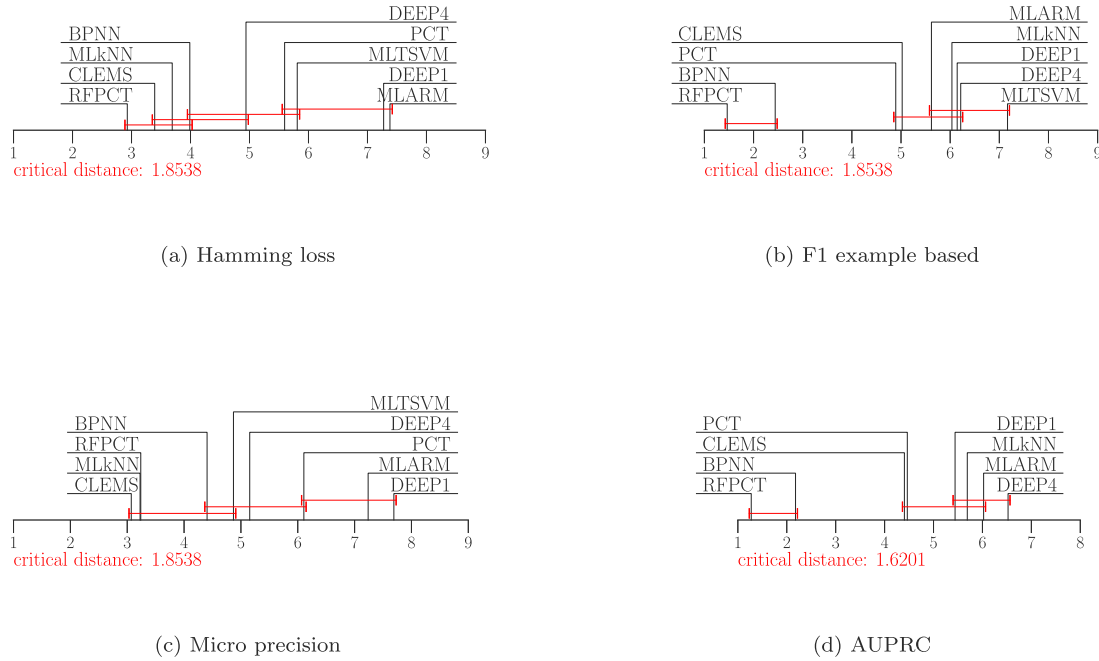 DEEP4
BPNN PCT
MLkNN MLTSVM
CLEMS DEEP1
RFPCT MLARM
1 2 3 4 5 6 7 8 9
critical distance: 1.8538
(a) Hamming loss
MLARM
CLEMS MLkNN
PCT DEEP1
BPNN DEEP4
RFPCT MLTSVM
1 2 3 4 5 6 7 8 9
critical distance: 1.8538
(b) F1 example based
MLTSVM
BPNN DEEP4
RFPCT PCT
MLkNN MLARM
CLEMS DEEP1
1 2 3 4 5 6 7 8 9
critical distance: 1.8538
(c) Micro precision
PCT DEEP1
CLEMS MLkNN
BPNN MLARM
RFPCT DEEP4
1 2 3 4 5 6 7 8
critical distance: 1.6201
(d) AUPRC